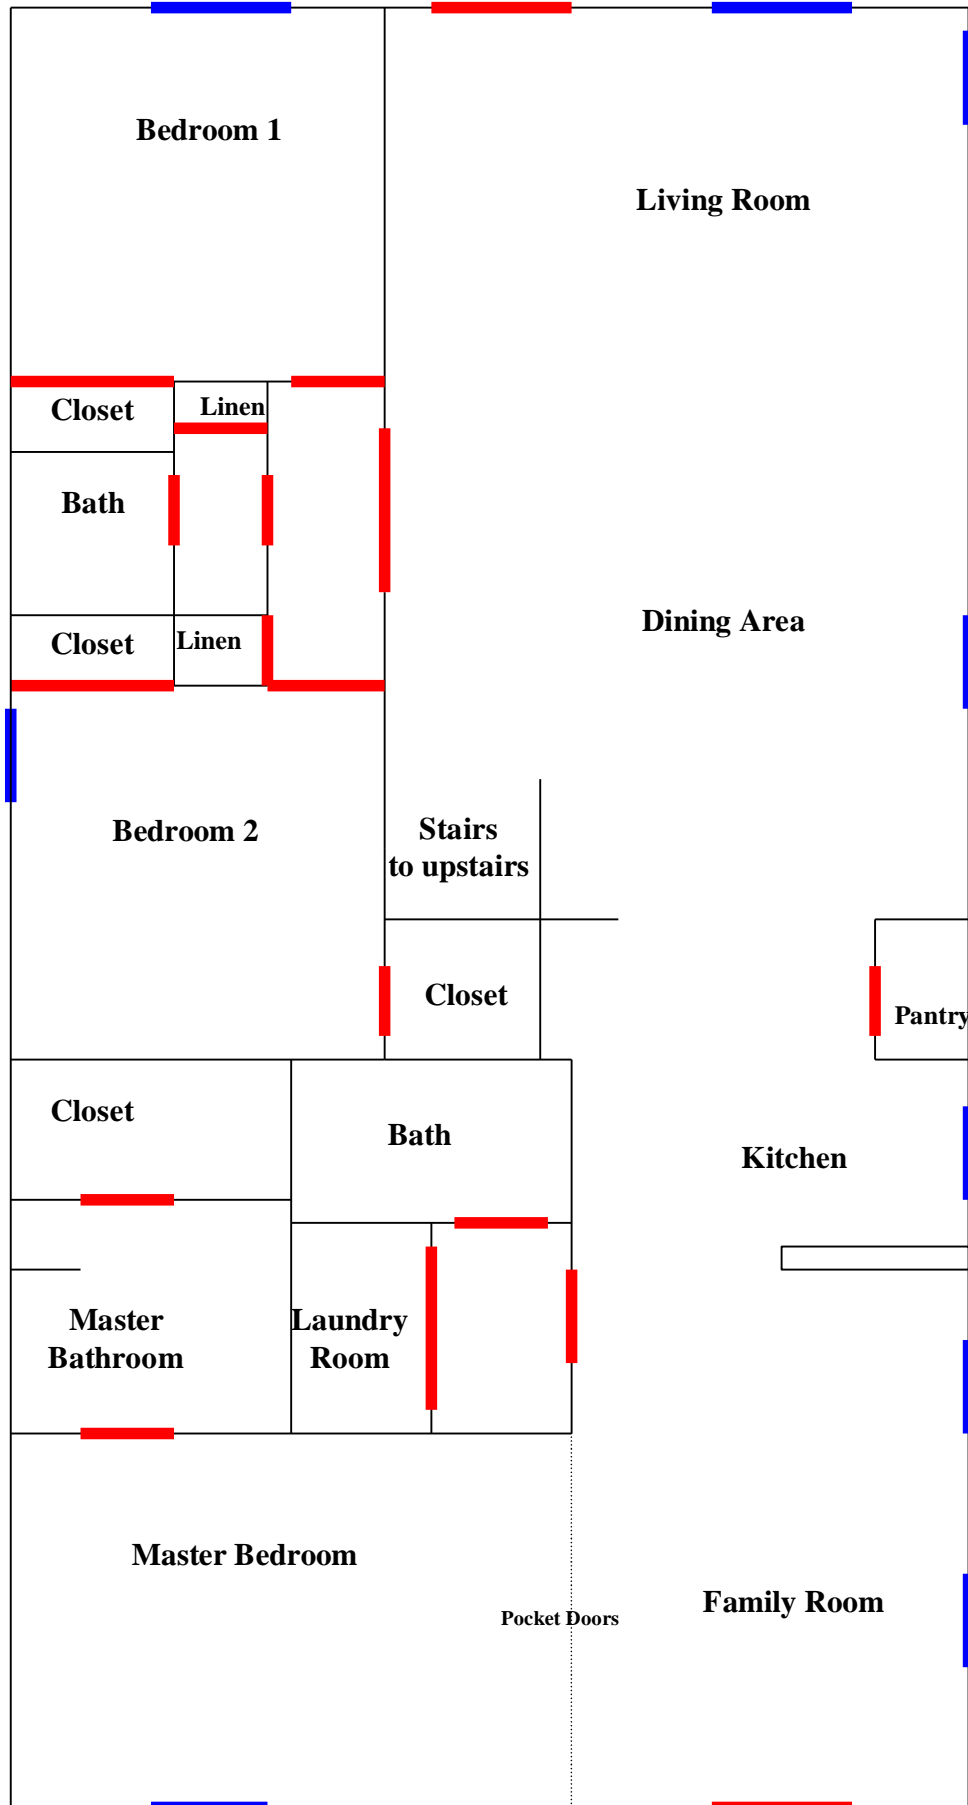 Bedroom 1
Living Room
Closet
Linen
Bath
Dining Area
Closet
Linen
Bedroom 2
Stairs
to upstairs
Closet
Pantry
Closet
Bath
Kitchen
Master
Bathroom
Laundry
Room
Master Bedroom
Family Room
Pocket Doors